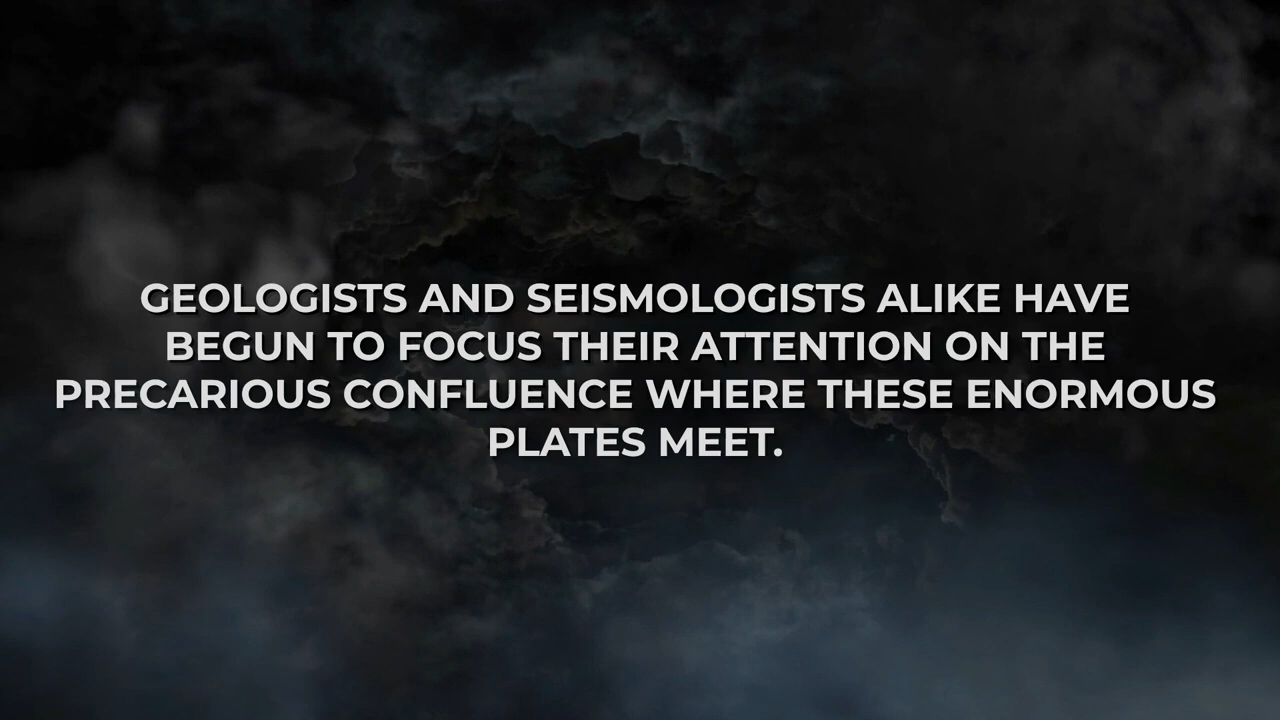 GEOLOGISTS AND SEISMOLOGISTS ALIKE HAVE
BEGUN TO FOCUS THEIR ATTENTION ON THE
PRECARIOUS CONFLUENCE WHERE THESE ENORMOUS
PLATES MEET.